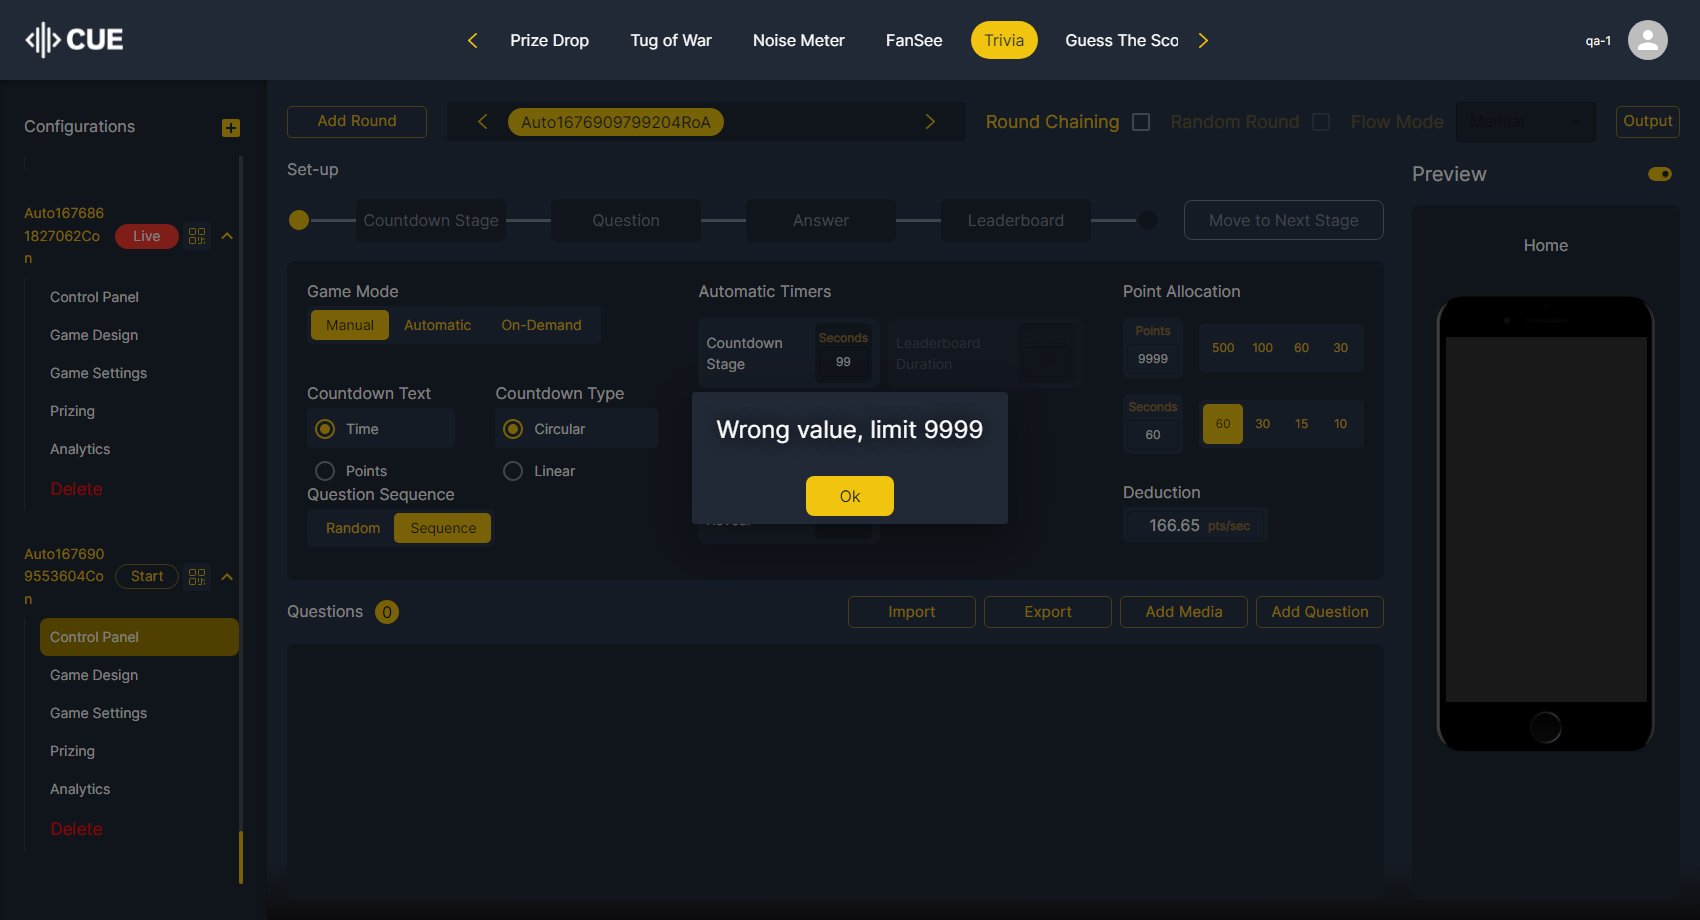 CUE
Prize Drop
Tug of War
Noise Meter
FanSee
Trivia
Guess The Sco
qa-1
Configurations
Auto167686
1827062Co
n
Live
Control Panel
Game Design
Game Settings
Prizing
Analytics
Delete
Auto167690
9553604Co
n
Start
Control Panel
Game Design
Game Settings
Prizing
Analytics
Delete
Add Round
Auto1676909799204RoA
Round Chaining
Random Round
Flow Mode
Manual
Output
Set-up
Countdown Stage
Question
Answer
Leaderboard
Move to Next Stage
Game Mode
Manual
Automatic
On-Demand
Countdown Text
Time
Points
Countdown Type
Circular
Linear
Question Sequence
Random
Sequence
Automatic Timers
Countdown
Stage
Seconds
99
Leaderboard
Duration
Wrong value, limit 9999
Ok
Point Allocation
Points
9999
500
100
60
30
Seconds
60
60
30
15
10
Deduction
166.65 pts/sec
Questions 0
Import
Export
Add Media
Add Question
Preview
Home